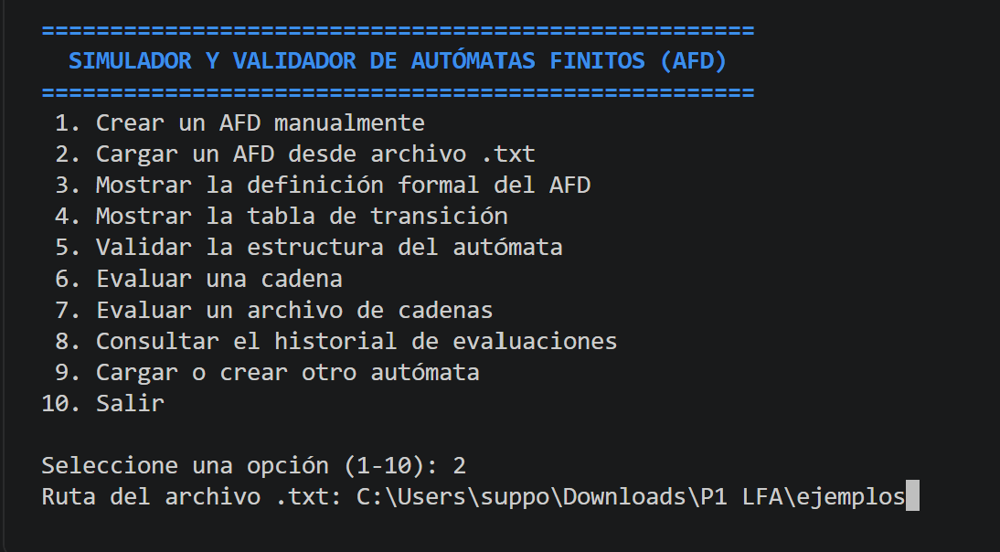 ====================================================
SIMULADOR Y VALIDADOR DE AUTÓMATAS FINITOS (AFD)
====================================================
1. Crear un AFD manualmente
2. Cargar un AFD desde archivo .txt
3. Mostrar la definición formal del AFD
4. Mostrar la tabla de transición
5. Validar la estructura del autómata
6. Evaluar una cadena
7. Evaluar un archivo de cadenas
8. Consultar el historial de evaluaciones
9. Cargar o crear otro autómata
10. Salir
Seleccione una opción (1-10): 2
Ruta del archivo .txt: C:\Users\suppo\Downloads\P1 LFA\ejemplos